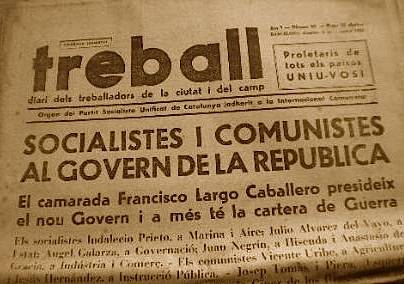 treball
diari dels treballadors de la ciutat i del camp
Organ del Partit Socialista Unificat de Catalunya (adherit a la Internacional Comunista)
Proletaris de
tots els països
UNIU-VOS!
SOCIALISTES I COMUNISTES
AL GOVERN DE LA REPUBLICA
El camarada Francisco Largo Caballero presideix
el nou Govern i a més té la cartera de Guerra
Els socialistes Indalecio Prieto, a Marina i Aire; Julio Alvarez del Vayo, a
Estat; Angel Galarza, a Governació; Juan Negrín, a Hisenda i Anastasio de
Gracia, a Indústria i Comerç. - Els comunistes Vicente Uribe, a Agricultura
Jesús Hernández, a Instrucció Pública. - Josep Tomàs i Piera, a